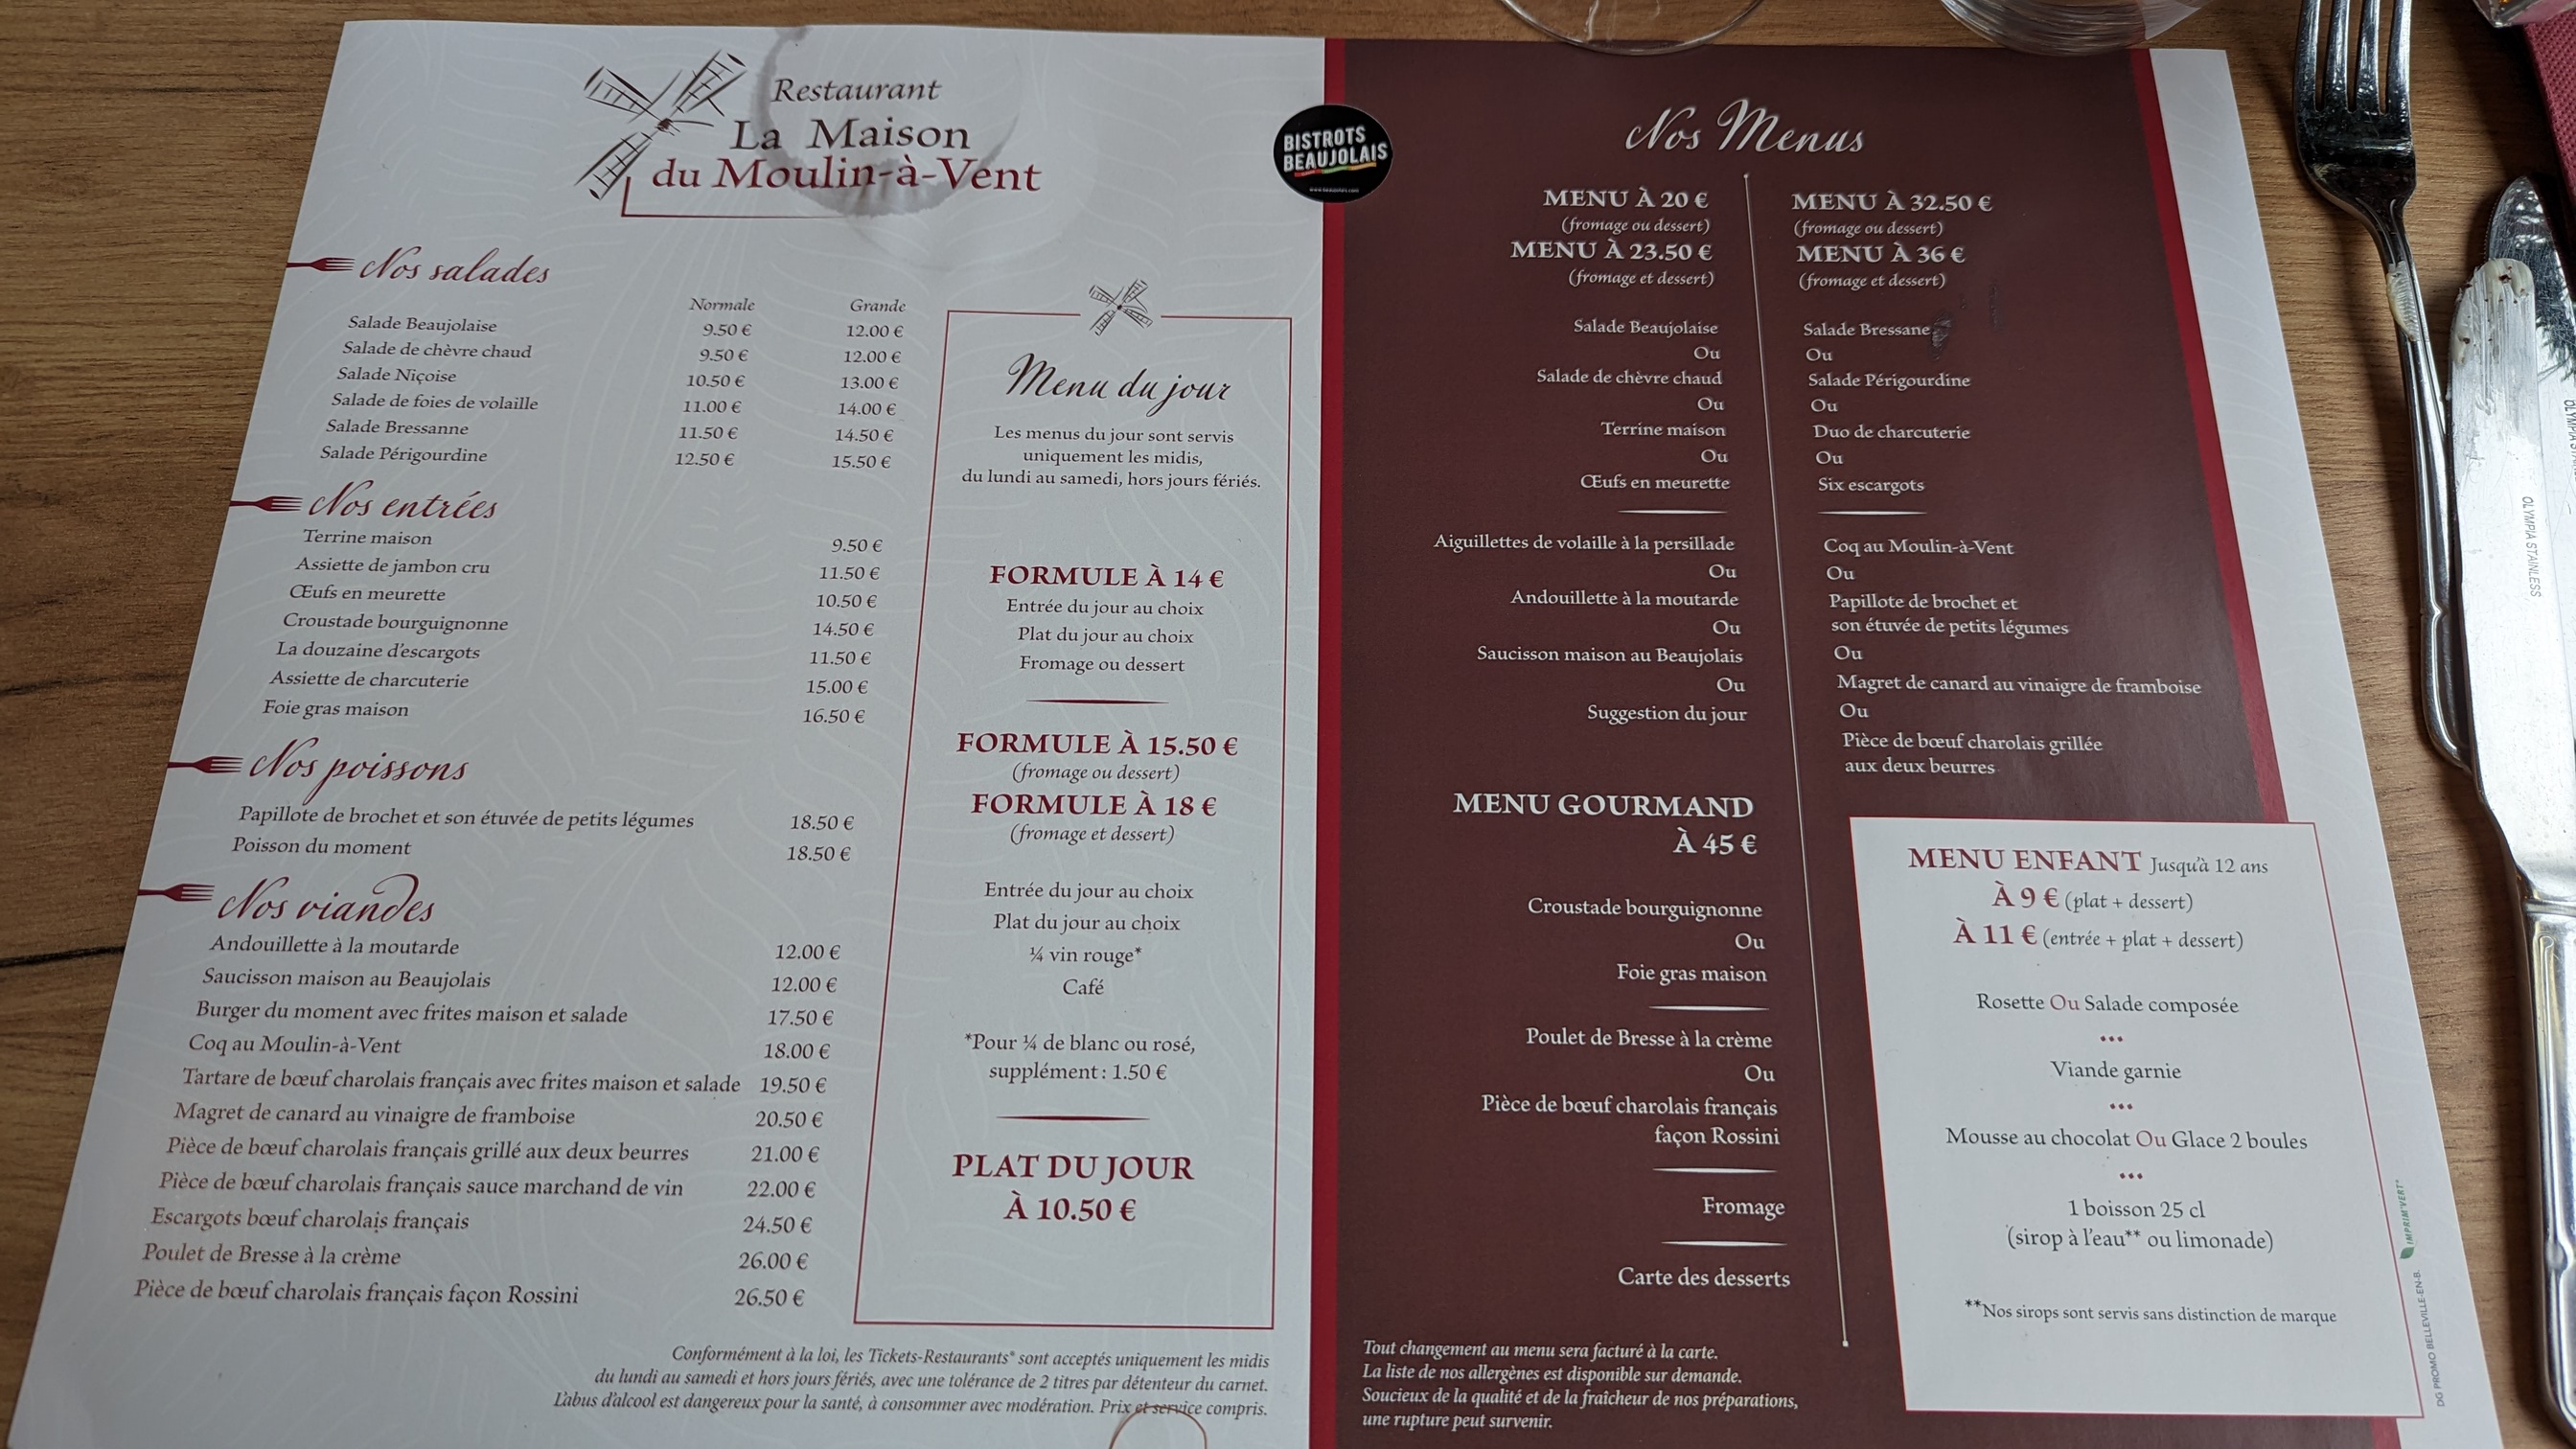 Restaurant
La Maison
du Moulin-à-Vent
Nos salades
Normale Grande
Salade Beaujolaise 9.50 € 12.00 €
Salade de chèvre chaud 9.50 € 12.00 €
Salade Niçoise 10.50 € 13.00 €
Salade de foies de volaille 11.00 € 14.00 €
Salade Bressanne 11.50 € 14.50 €
Salade Périgourdine 12.50 € 15.50 €
Nos entrées
Terrine maison 9.50 €
Assiette de jambon cru 11.50 €
Œufs en meurette 10.50 €
Croustade bourguignonne 14.50 €
La douzaine d'escargots 11.50 €
Assiette de charcuterie 15.00 €
Foie gras maison 16.50 €
Nos poissons
Papillote de brochet et son étuvée de petits légumes 18.50 €
Poisson du moment 18.50 €
Nos viandes
Andouillette à la moutarde 12.00 €
Saucisson maison au Beaujolais 12.00 €
Burger du moment avec frites maison et salade 17.50 €
Coq au Moulin-à-Vent 18.00 €
Tartare de bœuf charolais français avec frites maison et salade 19.50 €
Magret de canard au vinaigre de framboise 20.50 €
Pièce de bœuf charolais français grillé aux deux beurres 21.00 €
Pièce de bœuf charolais français sauce marchand de vin 22.00 €
Escargots bœuf charolais français 24.50 €
Poulet de Bresse à la crème 26.00 €
Pièce de bœuf charolais français façon Rossini 26.50 €
Menu du jour
Les menus du jour sont servis
uniquement les midis,
du lundi au samedi, hors jours fériés.
FORMULE À 14 €
Entrée du jour au choix
Plat du jour au choix
Fromage ou dessert
FORMULE À 15.50 €
(fromage ou dessert)
FORMULE À 18 €
(fromage et dessert)
Entrée du jour au choix
Plat du jour au choix
¼ vin rouge*
Café
*Pour ¼ de blanc ou rosé,
supplément : 1.50 €
PLAT DU JOUR
À 10.50 €
Conformément à la loi, les Tickets-Restaurants® sont acceptés uniquement les midis
du lundi au samedi et hors jours fériés, avec une tolérance de 2 titres par détenteur du carnet.
L'abus d'alcool est dangereux pour la santé, à consommer avec modération. Prix et service compris.
BISTROTS
BEAUJOLAIS
Nos Menus
MENU À 20 €
(fromage ou dessert)
MENU À 23.50 €
(fromage et dessert)
Salade Beaujolaise
Ou
Salade de chèvre chaud
Ou
Terrine maison
Ou
Œufs en meurette
Aiguillettes de volaille à la persillade
Ou
Andouillette à la moutarde
Ou
Saucisson maison au Beaujolais
Ou
Suggestion du jour
MENU GOURMAND
À 45 €
Croustade bourguignonne
Ou
Foie gras maison
Poulet de Bresse à la crème
Ou
Pièce de bœuf charolais français
façon Rossini
Fromage
Carte des desserts
Tout changement au menu sera facturé à la carte.
La liste de nos allergènes est disponible sur demande.
Soucieux de la qualité et de la fraîcheur de nos préparations,
une rupture peut survenir.
MENU À 32.50 €
(fromage ou dessert)
MENU À 36 €
(fromage et dessert)
Salade Bressane
Ou
Salade Périgourdine
Ou
Duo de charcuterie
Ou
Six escargots
Coq au Moulin-à-Vent
Ou
Papillote de brochet et
son étuvée de petits légumes
Ou
Magret de canard au vinaigre de framboise
Ou
Pièce de bœuf charolais grillée
aux deux beurres
MENU ENFANT Jusqu'à 12 ans
À 9 € (plat + dessert)
À 11 € (entrée + plat + dessert)
Rosette Ou Salade composée
Viande garnie
Mousse au chocolat Ou Glace 2 boules
1 boisson 25 cl
(sirop à l'eau** ou limonade)
**Nos sirops sont servis sans distinction de marque
DG PROMO BELLEVILLE-EN-B.
IMPRIM'VERT®
OLYMPIA STAINLESS